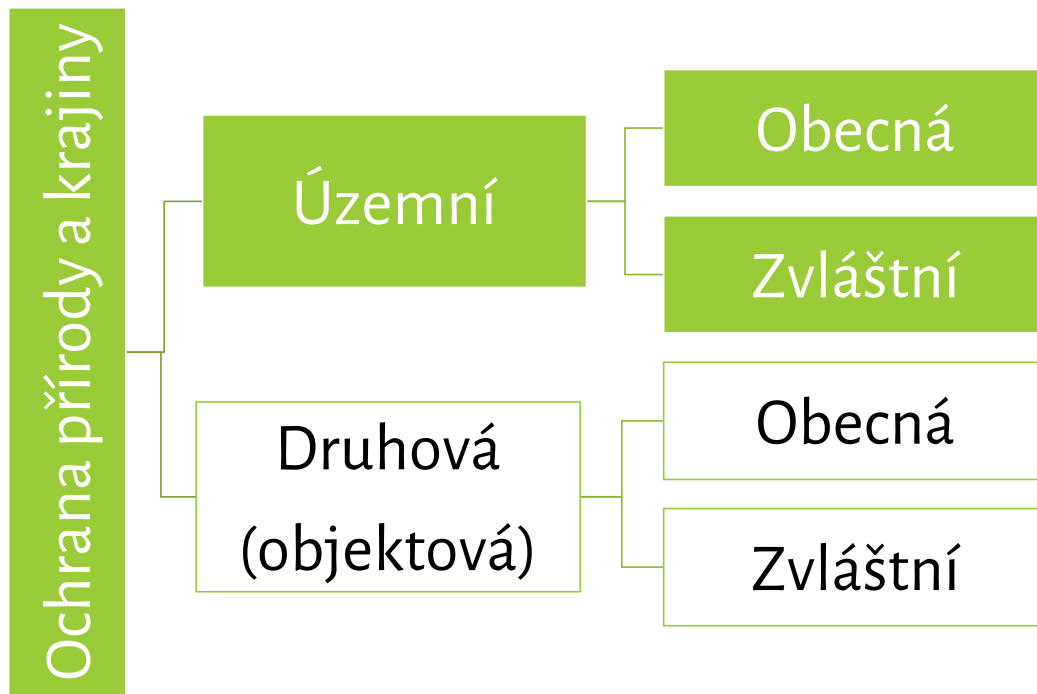 Ochrana přírody a krajiny
Územní
Obecná
Zvláštní
Druhová
(objektová)
Obecná
Zvláštní